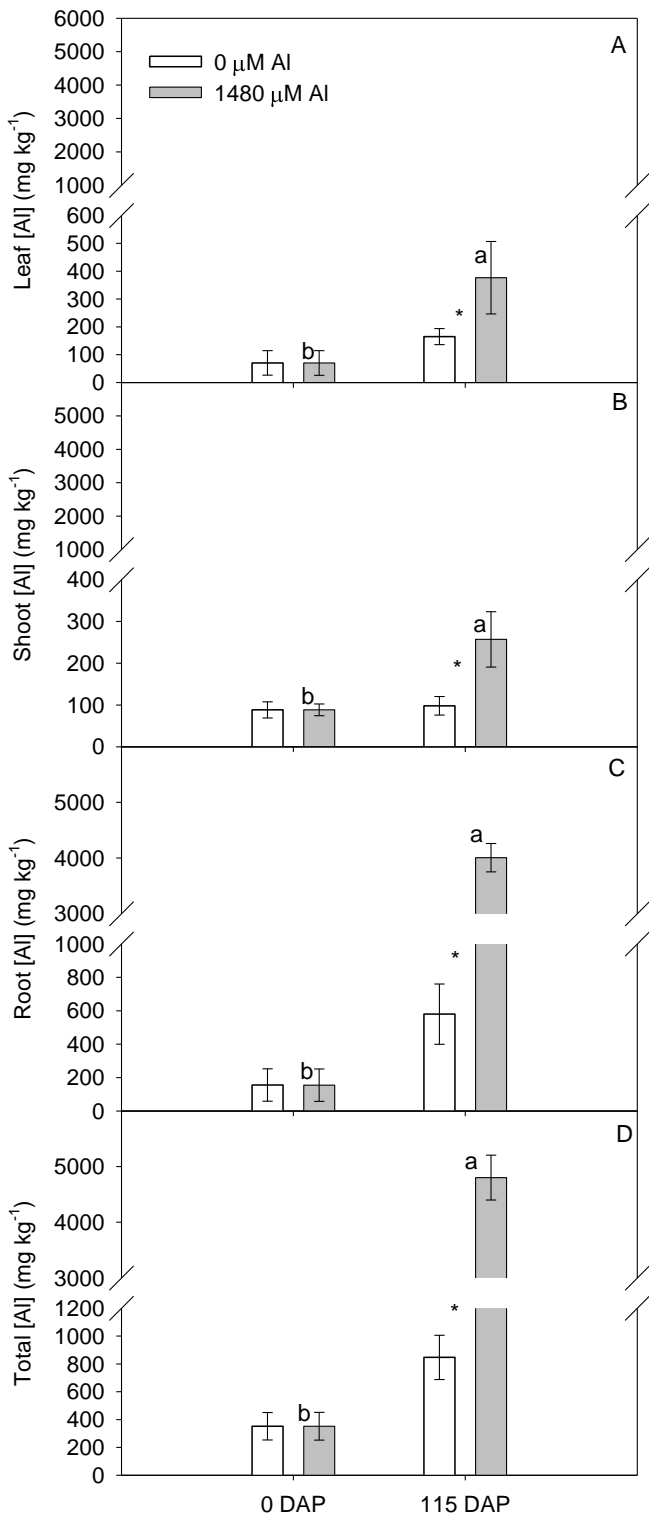 A
0 μM Al
1480 μM Al
Leaf [Al] (mg kg⁻¹)
6000
5000
4000
3000
2000
1000
600
500
400
300
200
100
0
b
*
a
B
Shoot [Al] (mg kg⁻¹)
5000
4000
3000
2000
1000
400
300
200
100
0
b
*
a
C
Root [Al] (mg kg⁻¹)
5000
4000
3000
1000
800
600
400
200
0
b
*
a
D
Total [Al] (mg kg⁻¹)
5000
4000
3000
1200
1000
800
600
400
200
0
b
*
a
0 DAP
115 DAP